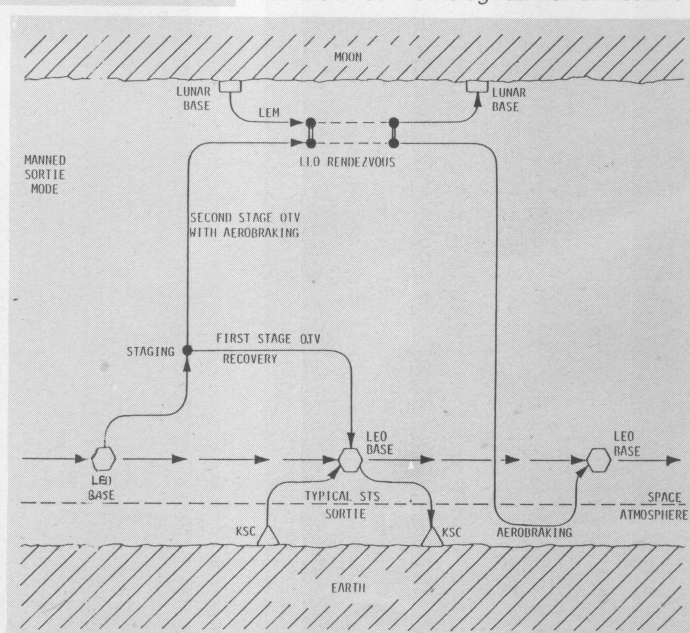 MOON
LUNAR
BASE
LUNAR
BASE
LEM
LLO RENDEZVOUS
MANNED
SORTIE
MODE
SECOND STAGE OTV
WITH AEROBRAKING
STAGING
FIRST STAGE OTV
RECOVERY
LEO
BASE
LEO
BASE
LEO
BASE
TYPICAL STS
SORTIE
SPACE
ATMOSPHERE
KSC
KSC
AEROBRAKING
EARTH